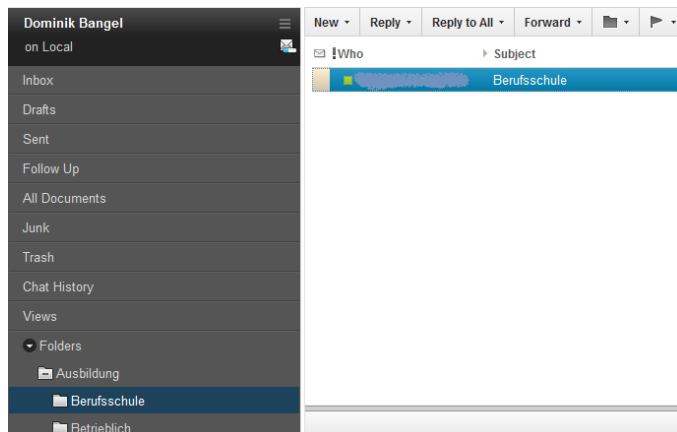 Dominik Bangel
on Local
Inbox
Drafts
Sent
Follow Up
All Documents
Junk
Trash
Chat History
Views
Folders
Ausbildung
Berufsschule
Betrieblich
New Reply Reply to All Forward
!Who Subject
Berufsschule